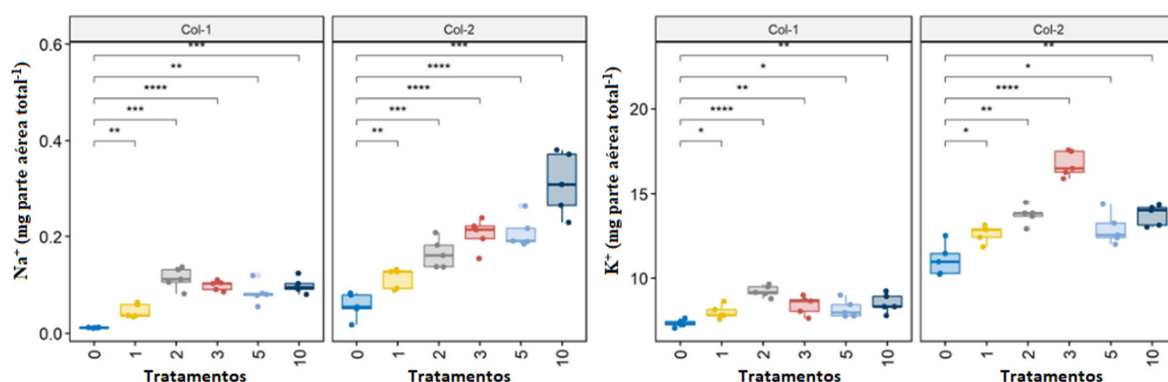 Col-1 Col-2
Na⁺ (mg parte aérea total⁻¹)
0.6
0.4
0.2
0.0
*** ** **** *** **
*** **** **** *** **
0 1 2 3 5 10 0 1 2 3 5 10
Tratamentos Tratamentos
Col-1 Col-2
K⁺ (mg parte aérea total⁻¹)
20
15
10
** * ** **** *
** * **** ** *
0 1 2 3 5 10 0 1 2 3 5 10
Tratamentos Tratamentos